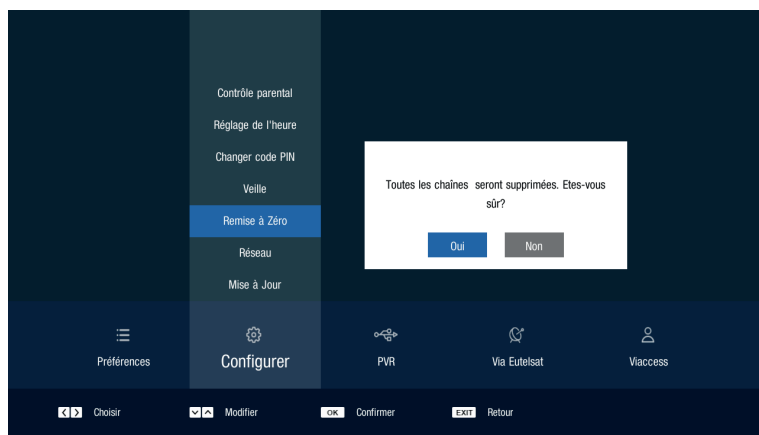 Contrôle parental
Réglage de l'heure
Changer code PIN
Veille
Remise à Zéro
Réseau
Mise à Jour
Toutes les chaînes seront supprimées. Etes-vous
sûr?
Oui Non
Préférences Configurer PVR Via Eutelsat Viaccess
Choisir Modifier OK Confirmer EXIT Retour